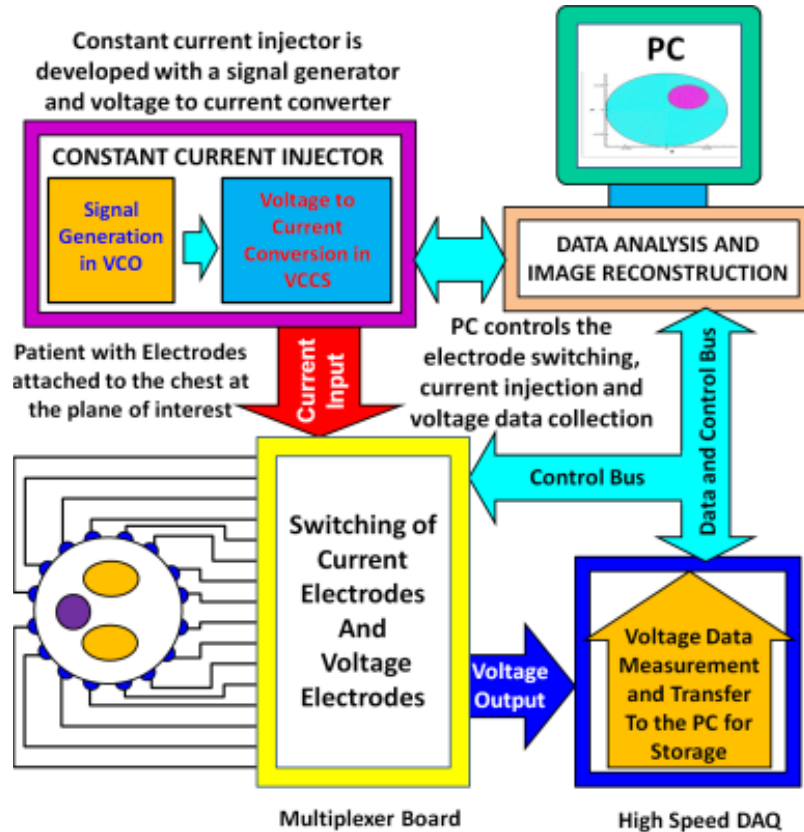 Constant current injector is
developed with a signal generator
and voltage to current converter
PC
CONSTANT CURRENT INJECTOR
Signal
Generation
in VCO
Voltage to
Current
Conversion in
VCCS
DATA ANALYSIS AND
IMAGE RECONSTRUCTION
Patient with Electrodes
attached to the chest at
the plane of interest
Current
Input
PC controls the
electrode switching,
current injection and
voltage data collection
Control Bus
Data and Control Bus
Switching of
Current
Electrodes
And
Voltage
Electrodes
Voltage
Output
Voltage Data
Measurement
and Transfer
To the PC for
Storage
Multiplexer Board
High Speed DAQ